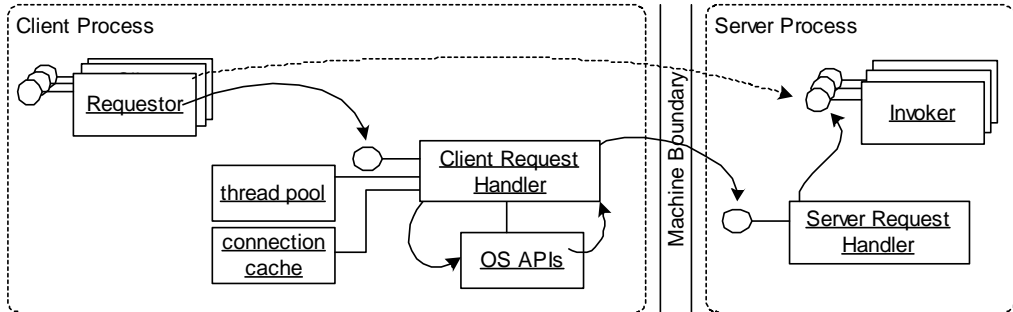 Client Process
Server Process
Requestor
Invoker
Client Request
Handler
Machine Boundary
thread pool
connection
cache
OS APIs
Server Request
Handler